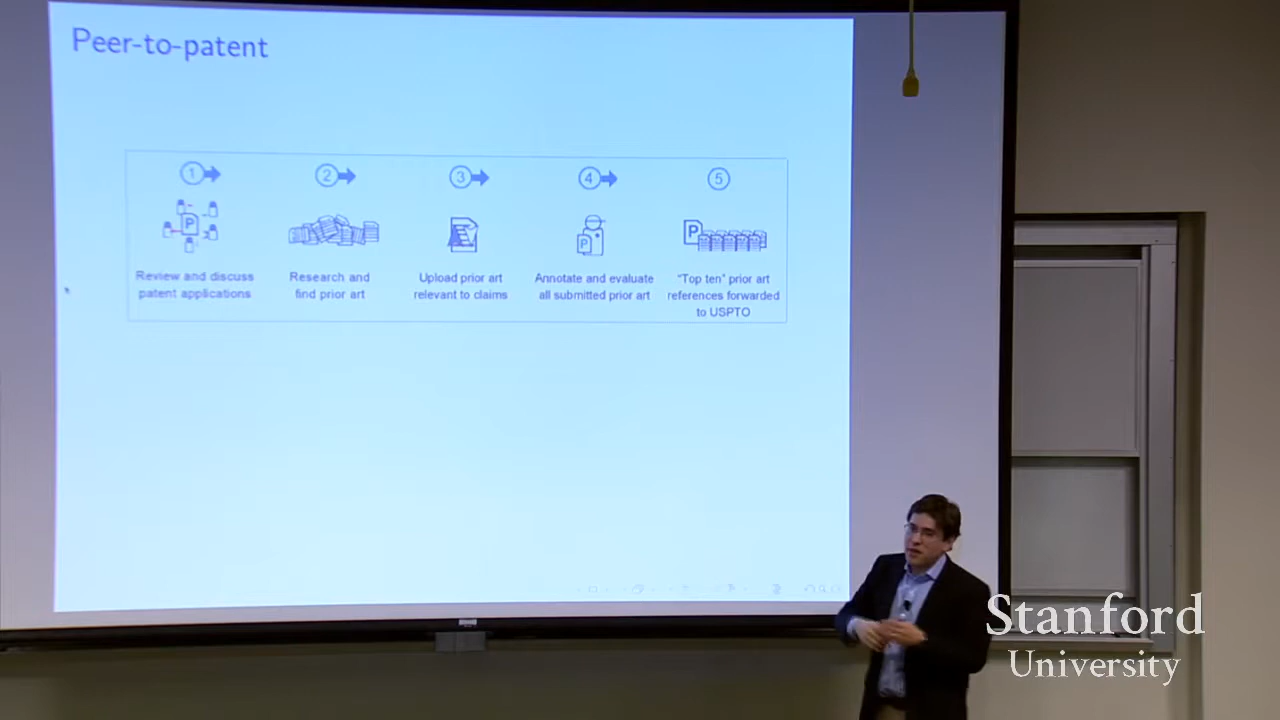 Peer-to-patent
1
2
3
4
5
P
P
P
Review and discuss
patent applications
Research and
find prior art
Upload prior art
relevant to claims
Annotate and evaluate
all submitted prior art
“Top ten” prior art
references forwarded
to USPTO
Stanford
University